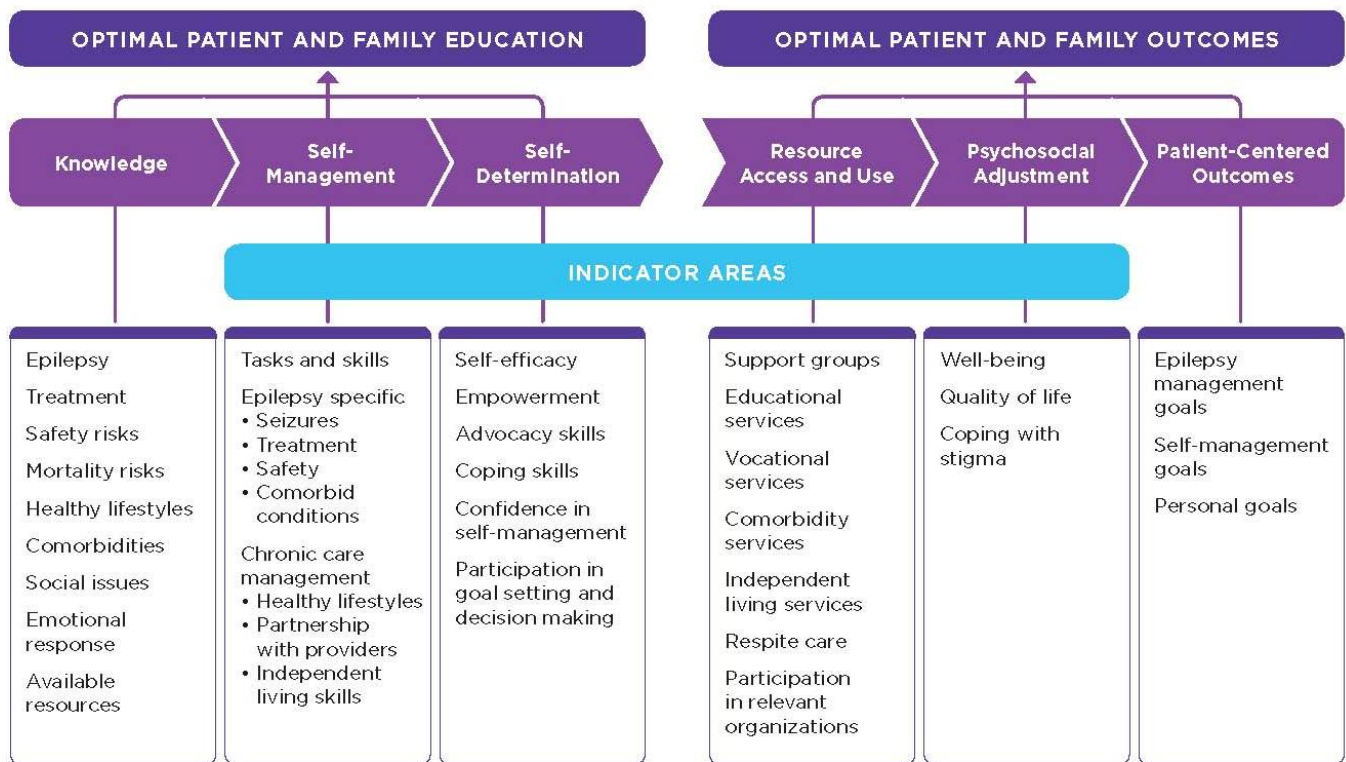 OPTIMAL PATIENT AND FAMILY EDUCATION
OPTIMAL PATIENT AND FAMILY OUTCOMES
Knowledge
Self-
Management
Self-
Determination
Resource
Access and Use
Psychosocial
Adjustment
Patient-Centered
Outcomes
INDICATOR AREAS
Epilepsy
Treatment
Safety risks
Mortality risks
Healthy lifestyles
Comorbidities
Social issues
Emotional
response
Available
resources
Tasks and skills
Epilepsy specific
• Seizures
• Treatment
• Safety
• Comorbid
conditions
Chronic care
management
• Healthy lifestyles
• Partnership
with providers
• Independent
living skills
Self-efficacy
Empowerment
Advocacy skills
Coping skills
Confidence in
self-management
Participation in
goal setting and
decision making
Support groups
Educational
services
Vocational
services
Comorbidity
services
Independent
living services
Respite care
Participation
in relevant
organizations
Well-being
Quality of life
Coping with
stigma
Epilepsy
management
goals
Self-management
goals
Personal goals